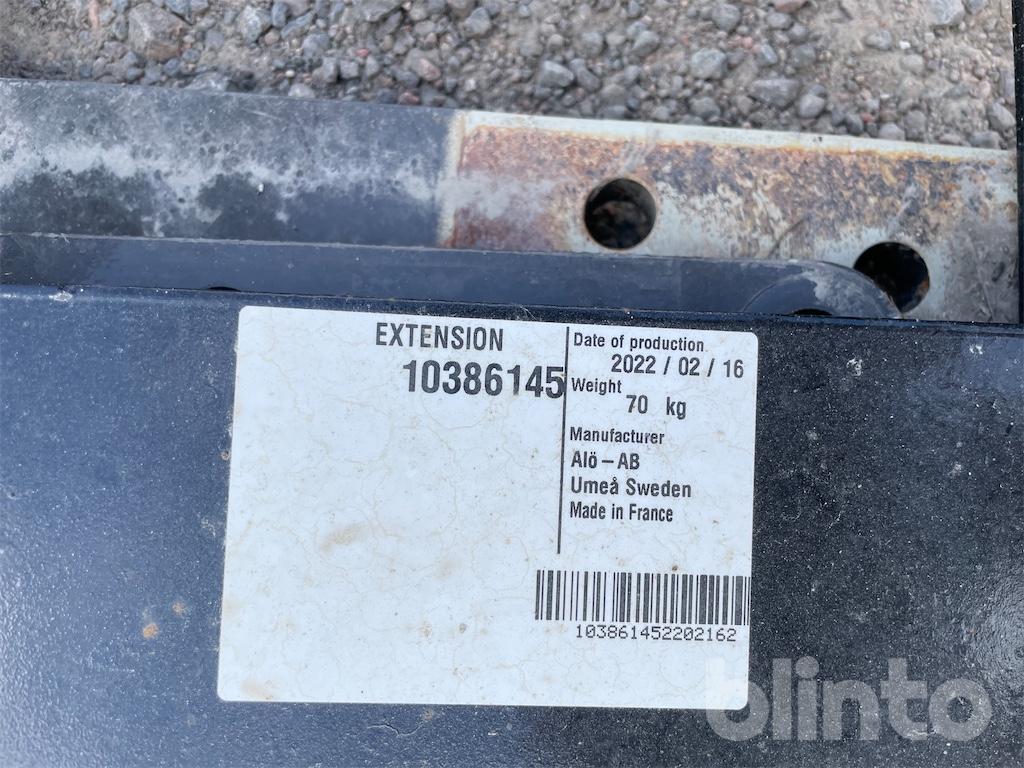 EXTENSION
10386145
Date of production
2022 / 02 / 16
Weight
70 kg
Manufacturer
Alö – AB
Umeå Sweden
Made in France
103861452202162
blinto